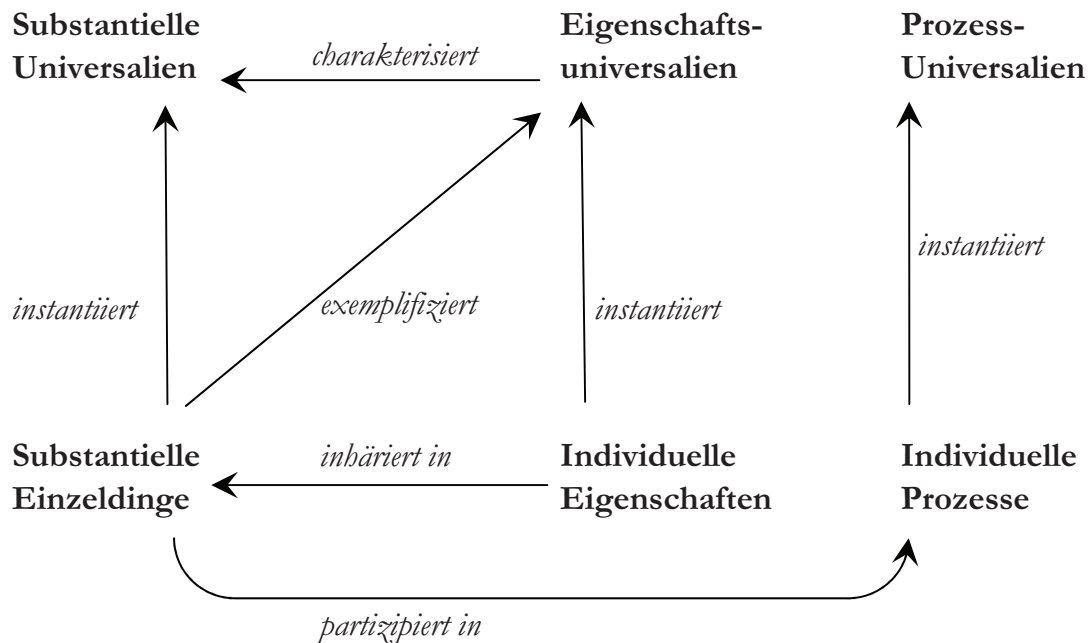 Substantielle
Universalien
charakterisiert
Eigenschafts-
universalien
Prozess-
Universalien
instantiiert
exemplifiziert
instantiiert
instantiiert
Substantielle
Einzeldinge
inhäriert in
Individuelle
Eigenschaften
Individuelle
Prozesse
partizipiert in